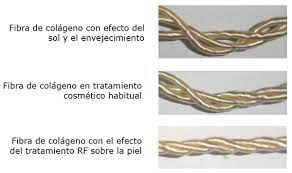 Fibra de colágeno con efecto del
sol y el envejecimiento
Fibra de colágeno en tratamiento
cosmético habitual
Fibra de colágeno con el efecto
del tratamiento RF sobre la piel